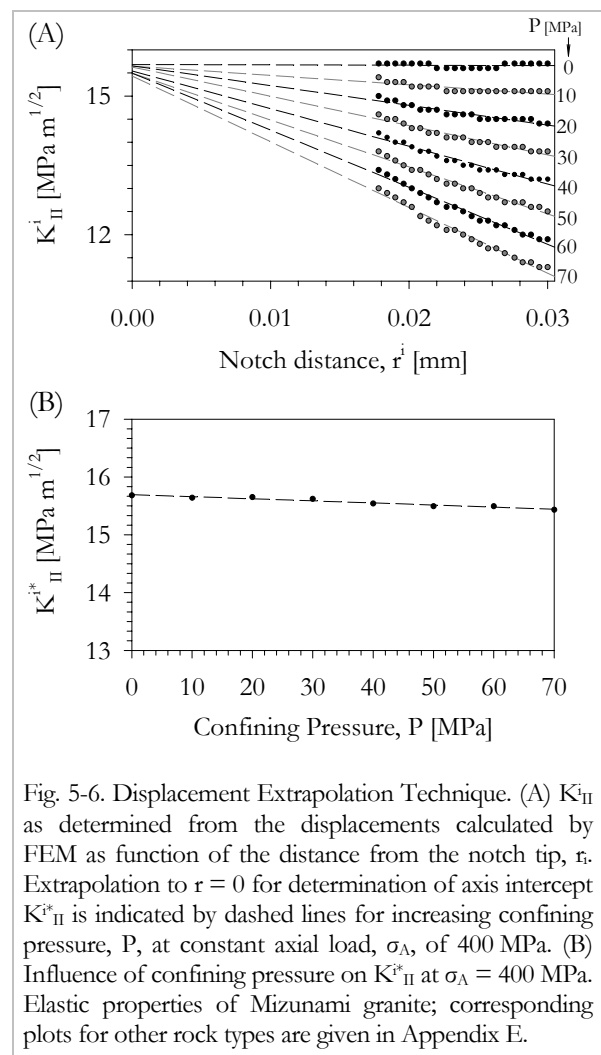 (A)
P [MPa]
15
12
K^i_II [MPa m^1/2]
0
10
20
30
40
50
60
70
0.00 0.01 0.02 0.03
Notch distance, r^i [mm]
(B)
17
16
15
14
13
K^i*_II [MPa m^1/2]
0 10 20 30 40 50 60 70
Confining Pressure, P [MPa]
Fig. 5-6. Displacement Extrapolation Technique. (A) K^i_II
as determined from the displacements calculated by
FEM as function of the distance from the notch tip, r_i.
Extrapolation to r = 0 for determination of axis intercept
K^i*_II is indicated by dashed lines for increasing confining
pressure, P, at constant axial load, σ_A, of 400 MPa. (B)
Influence of confining pressure on K^i*_II at σ_A = 400 MPa.
Elastic properties of Mizunami granite; corresponding
plots for other rock types are given in Appendix E.